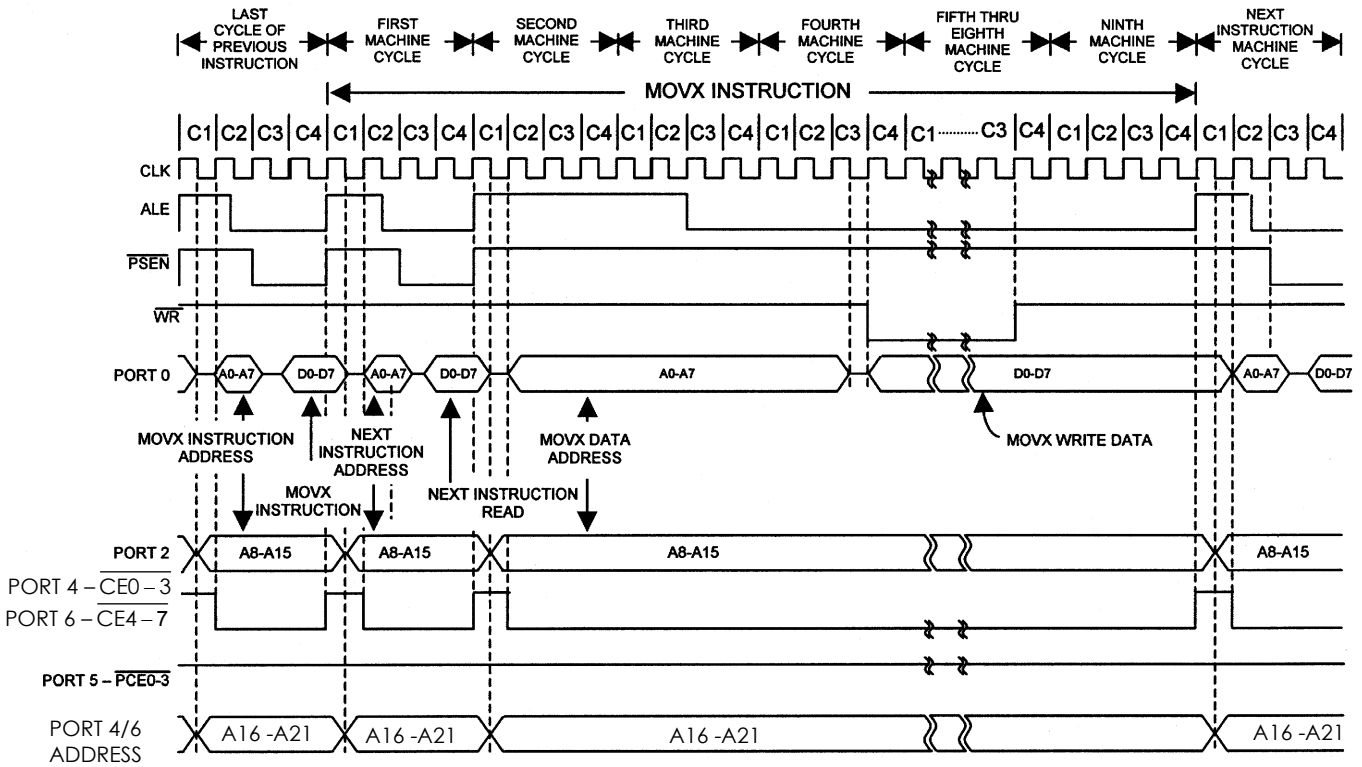 LAST
CYCLE OF
PREVIOUS
INSTRUCTION
FIRST
MACHINE
CYCLE
SECOND
MACHINE
CYCLE
THIRD
MACHINE
CYCLE
FOURTH
MACHINE
CYCLE
FIFTH THRU
EIGHTH
MACHINE
CYCLE
NINTH
MACHINE
CYCLE
NEXT
INSTRUCTION
MACHINE
CYCLE
MOVX INSTRUCTION
C1 C2 C3 C4 C1 C2 C3 C4 C1 C2 C3 C4 C1 C2 C3 C4 C1 C2 C3 C4 C1 .......... C3 C4 C1 C2 C3 C4 C1 C2 C3 C4
CLK
ALE
PSEN
WR
PORT 0 A0-A7 D0-D7 A0-A7 D0-D7 A0-A7 D0-D7 A0-A7 D0-D7
MOVX INSTRUCTION
ADDRESS
NEXT
INSTRUCTION
ADDRESS
MOVX DATA
ADDRESS
MOVX WRITE DATA
MOVX
INSTRUCTION
NEXT INSTRUCTION
READ
PORT 2 A8-A15 A8-A15 A8-A15 A8-A15
PORT 4 – CE0 – 3
PORT 6 – CE4 – 7
PORT 5 – PCE0-3
PORT 4/6
ADDRESS
A16 -A21 A16 -A21 A16 -A21 A16 -A21